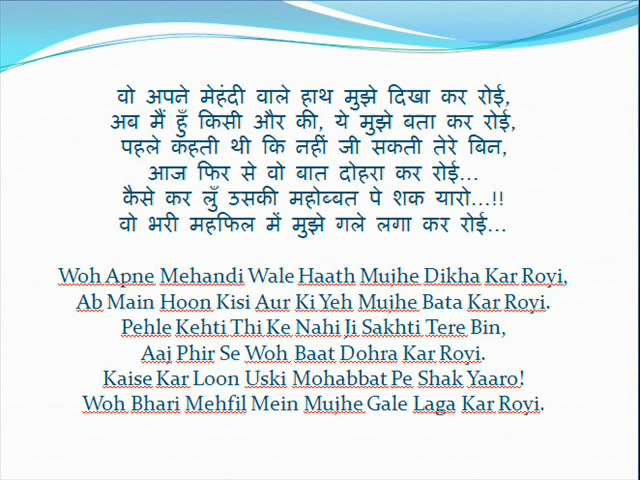 वो अपने मेहंदी वाले हाथ मुझे दिखा कर रोई,
अब मैं हुँ किसी और की, ये मुझे बता कर रोई,
पहले कहती थी कि नहीं जी सकती तेरे बिन,
आज फिर से वो बात दोहरा कर रोई...
कैसे कर लुँ उसकी महोब्बत पे शक यारो...!!
वो भरी महफिल में मुझे गले लगा कर रोई...
Woh Apne Mehandi Wale Haath Mujhe Dikha Kar Royi,
Ab Main Hoon Kisi Aur Ki Yeh Mujhe Bata Kar Royi.
Pehle Kehti Thi Ke Nahi Ji Sakhti Tere Bin,
Aaj Phir Se Woh Baat Dohra Kar Royi.
Kaise Kar Loon Uski Mohabbat Pe Shak Yaaro!
Woh Bhari Mehfil Mein Mujhe Gale Laga Kar Royi.